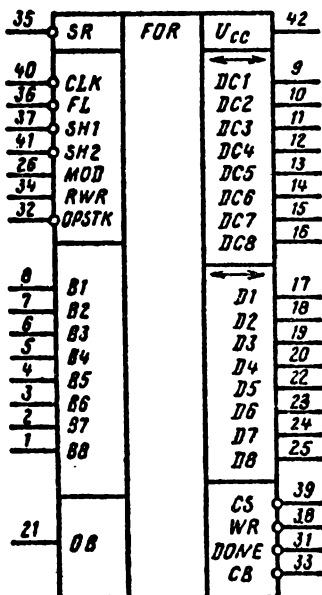 35 SR FDR Ucc 42
40 CLK DC1 9
36 FL DC2 10
37 SH1 DC3 11
41 SH2 DC4 12
26 MOD DC5 13
34 RWR DC6 14
32 OPSTK DC7 15
DC8 16
8 B1 D1 17
7 B2 D2 18
6 B3 D3 19
5 B4 D4 20
4 B5 D5 22
3 B6 D6 23
2 B7 D7 24
1 B8 D8 25
21 OB CS 39
WR 38
DONE 31
CB 33